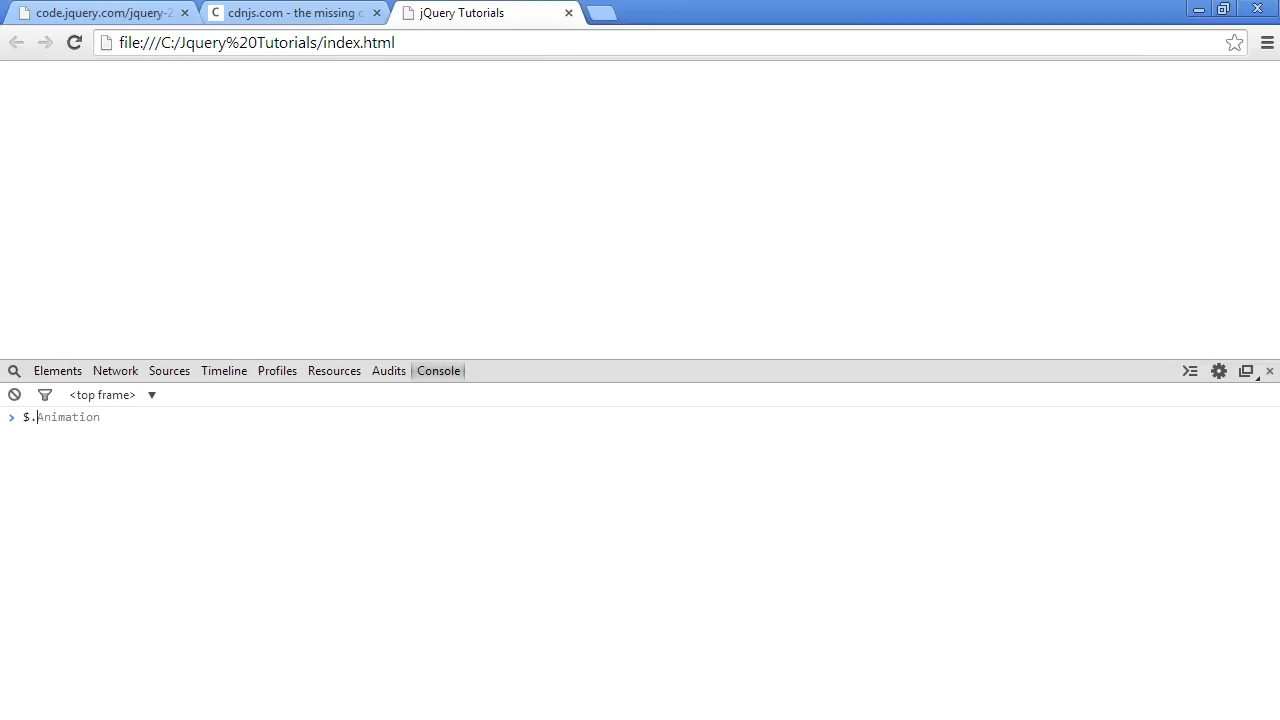 code.jquery.com/jquery-2
cdnjs.com - the missing c
jQuery Tutorials
file:///C:/Jquery%20Tutorials/index.html
Elements Network Sources Timeline Profiles Resources Audits Console
<top frame>
$.Animation